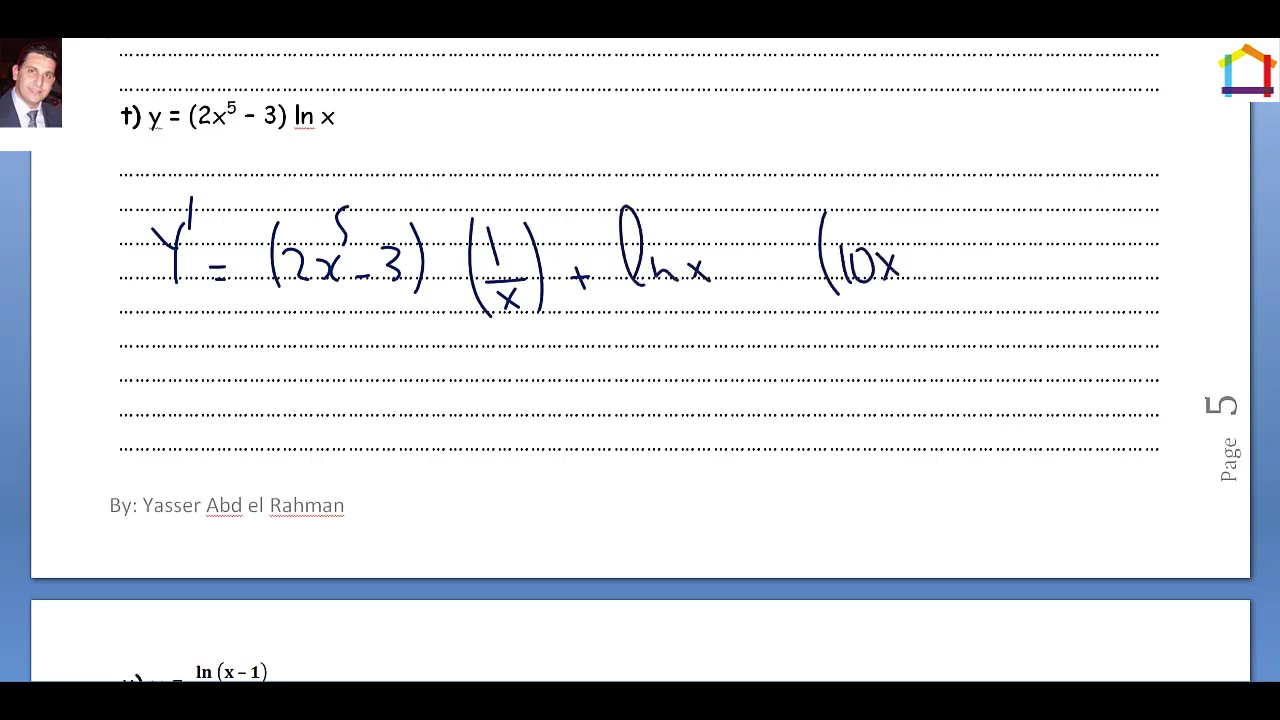 t) y = (2x⁵ – 3) ln x
Y' = (2x⁵ - 3) (1/x) + ln x (10x
Page 5
By: Yasser Abd el Rahman
ln (x – 1)